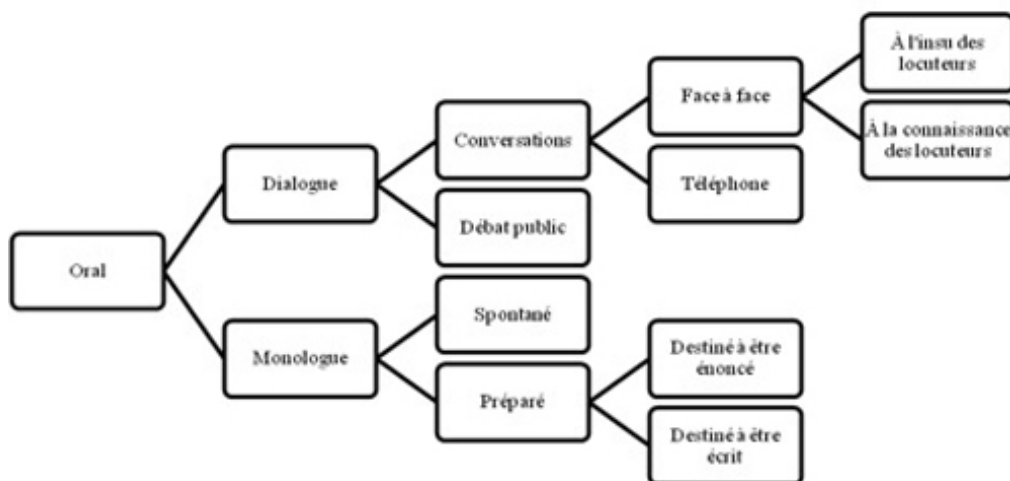 À l'insu des
locuteurs
Face à face
À la connaissance
des locuteurs
Conversations
Dialogue
Téléphone
Débat public
Oral
Spontané
Monologue
Destiné à être
énoncé
Préparé
Destiné à être
écrit